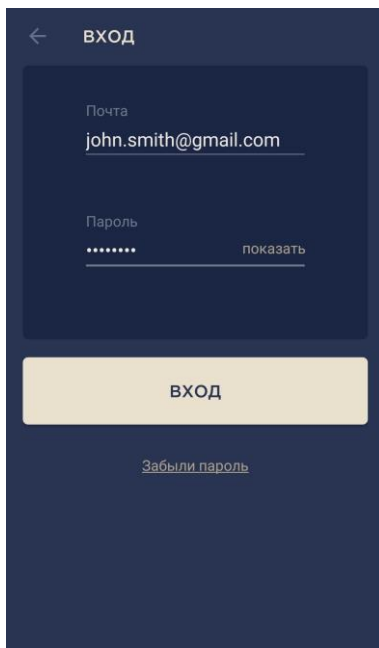 ВХОД
Почта
john.smith@gmail.com
Пароль
•••••••• показать
ВХОД
Забыли пароль